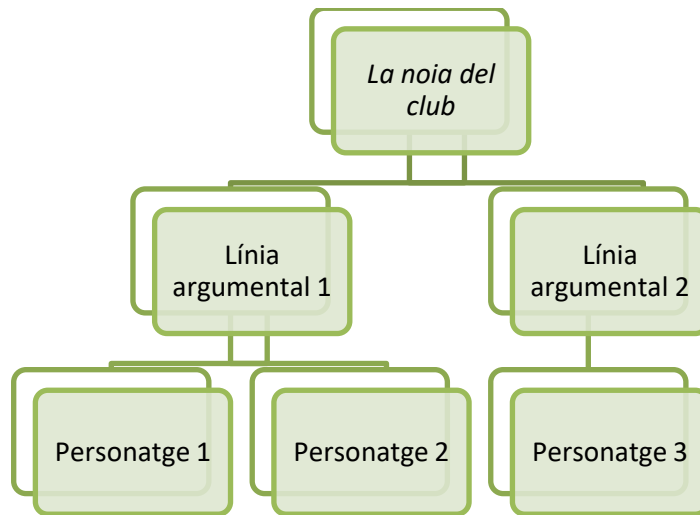 La noia del
club
Línia
argumental 1
Línia
argumental 2
Personatge 1
Personatge 2
Personatge 3